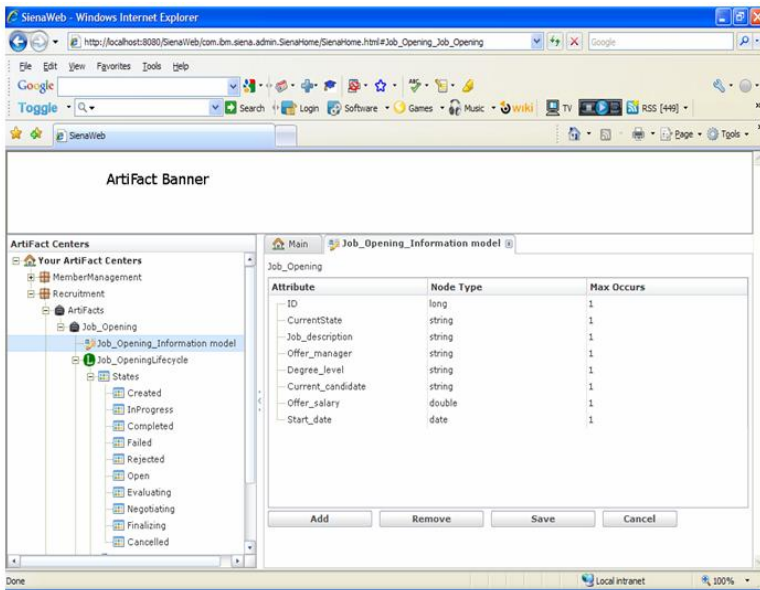 SienaWeb - Windows Internet Explorer
http://localhost:8080/SienaWeb/com.ibm.siena.admin.SienaHome/SienaHome.html#Job_Opening_Job_Opening
Google
File Edit View Favorites Tools Help
Google
Toggle
Search Login Software Games Music wiki TV RSS [449]
SienaWeb
Page Tools
ArtiFact Banner
ArtiFact Centers
Your ArtiFact Centers
MemberManagement
Recruitment
ArtiFacts
Job_Opening
Job_Opening_Information model
L Job_OpeningLifecycle
States
Created
InProgress
Completed
Failed
Rejected
Open
Evaluating
Negotiating
Finalizing
Cancelled
Main Job_Opening_Information model
Job_Opening
Attribute Node Type Max Occurs
ID long 1
CurrentState string 1
Job_description string 1
Offer_manager string 1
Degree_level string 1
Current_candidate string 1
Offer_salary double 1
Start_date date 1
Add Remove Save Cancel
Done Local intranet 100%